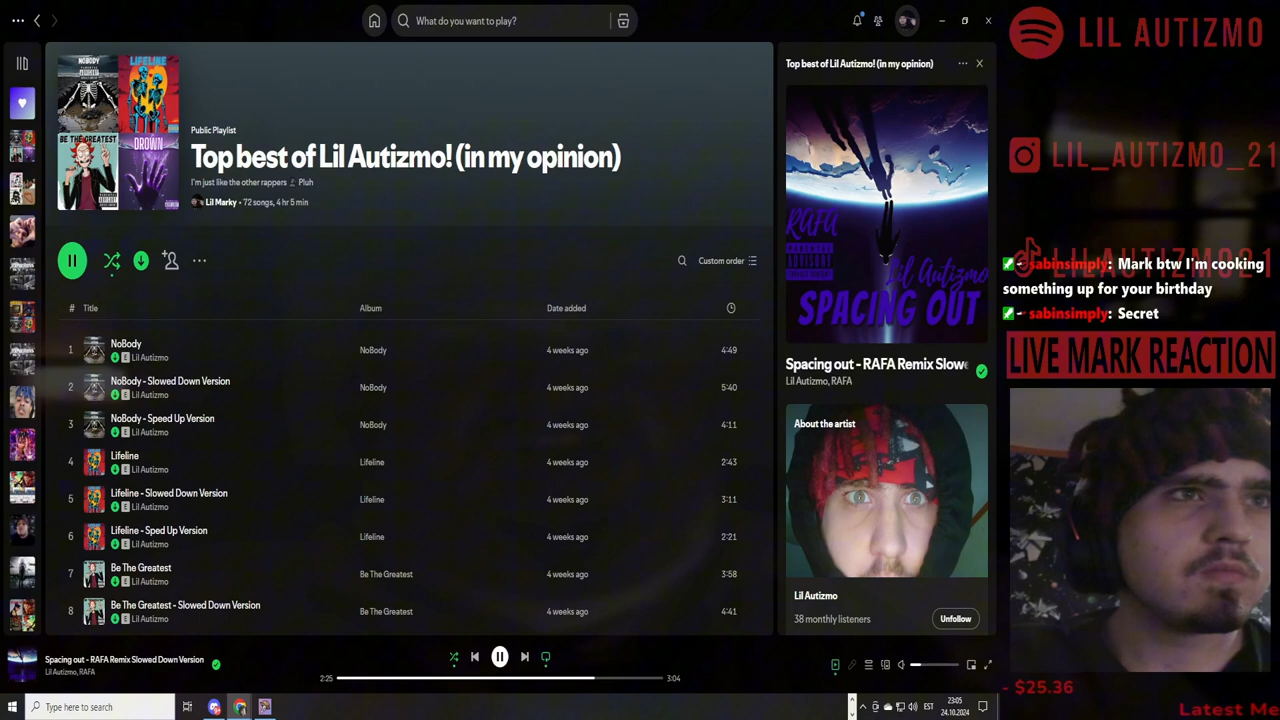 What do you want to play?
Public Playlist
Top best of Lil Autizmo! (in my opinion)
I'm just like the other rappers
Pluh
Lil Marky • 72 songs, 4 hr 5 min
Custom order
# Title Album Date added
1 NoBody NoBody 4 weeks ago 4:49
E Lil Autizmo
2 NoBody - Slowed Down Version NoBody 4 weeks ago 5:40
E Lil Autizmo
3 NoBody - Speed Up Version NoBody 4 weeks ago 4:11
E Lil Autizmo
4 Lifeline Lifeline 4 weeks ago 2:43
E Lil Autizmo
5 Lifeline - Slowed Down Version Lifeline 4 weeks ago 3:11
E Lil Autizmo
6 Lifeline - Sped Up Version Lifeline 4 weeks ago 2:21
E Lil Autizmo
7 Be The Greatest Be The Greatest 4 weeks ago 3:58
E Lil Autizmo
8 Be The Greatest - Slowed Down Version Be The Greatest 4 weeks ago 4:41
E Lil Autizmo
NOBODY
LIFELINE
BE THE GREATEST
DROWN
Top best of Lil Autizmo! (in my opinion)
RAFA
Lil Autizmo
SPACING OUT
Spacing out - RAFA Remix Slowe
Lil Autizmo, RAFA
About the artist
Lil Autizmo
38 monthly listeners
Unfollow
LIL AUTIZMO
LIL_AUTIZMO_21
LILAUTIZMO21
sabinsimply: Mark btw I'm cooking
something up for your birthday
sabinsimply: Secret
LIVE MARK REACTION
- $25.36
Latest Me
Spacing out - RAFA Remix Slowed Down Version
Lil Autizmo, RAFA
2:25
3:04
Type here to search
EST
23:05
24.10.2024